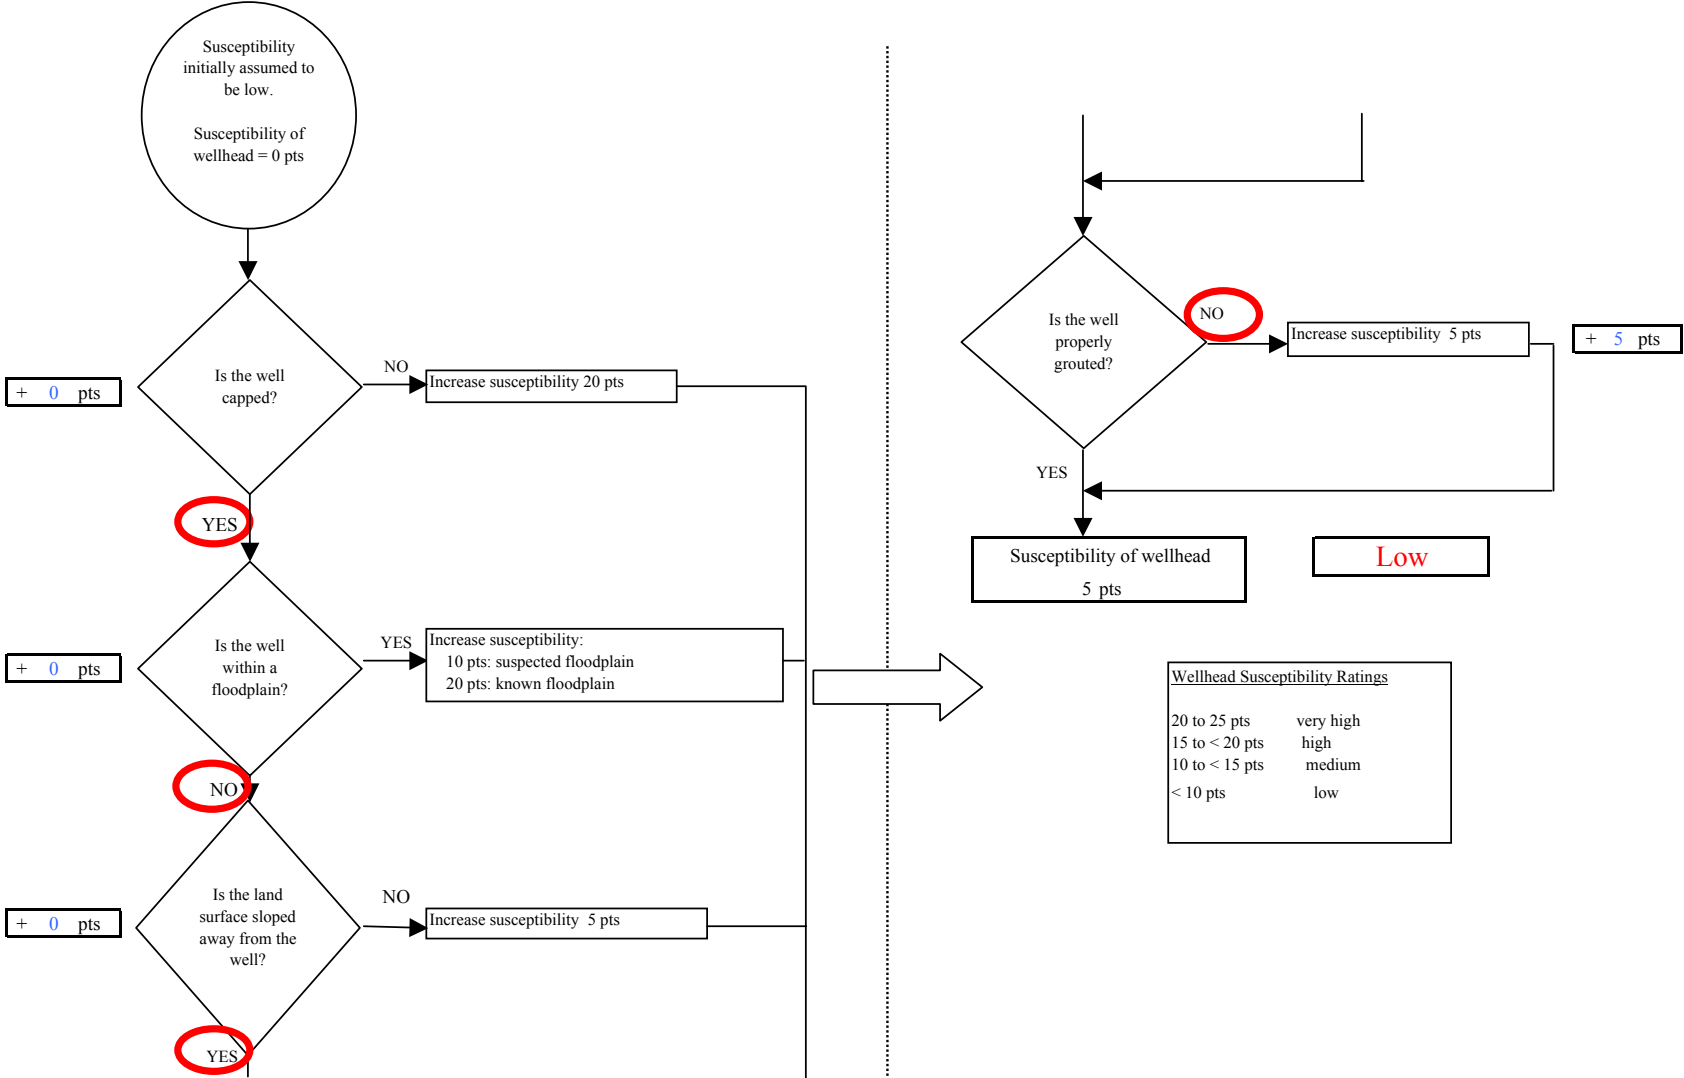 Susceptibility
initially assumed to
be low.
Susceptibility of
wellhead = 0 pts
Is the well
capped?
NO
Increase susceptibility 20 pts
+ 0 pts
YES
Is the well
within a
floodplain?
YES
Increase susceptibility:
10 pts: suspected floodplain
20 pts: known floodplain
+ 0 pts
NO
Is the land
surface sloped
away from the
well?
NO
Increase susceptibility 5 pts
+ 0 pts
YES
Is the well
properly
grouted?
NO
Increase susceptibility 5 pts
+ 5 pts
YES
Susceptibility of wellhead
5 pts
Low
Wellhead Susceptibility Ratings
20 to 25 pts very high
15 to < 20 pts high
10 to < 15 pts medium
< 10 pts low